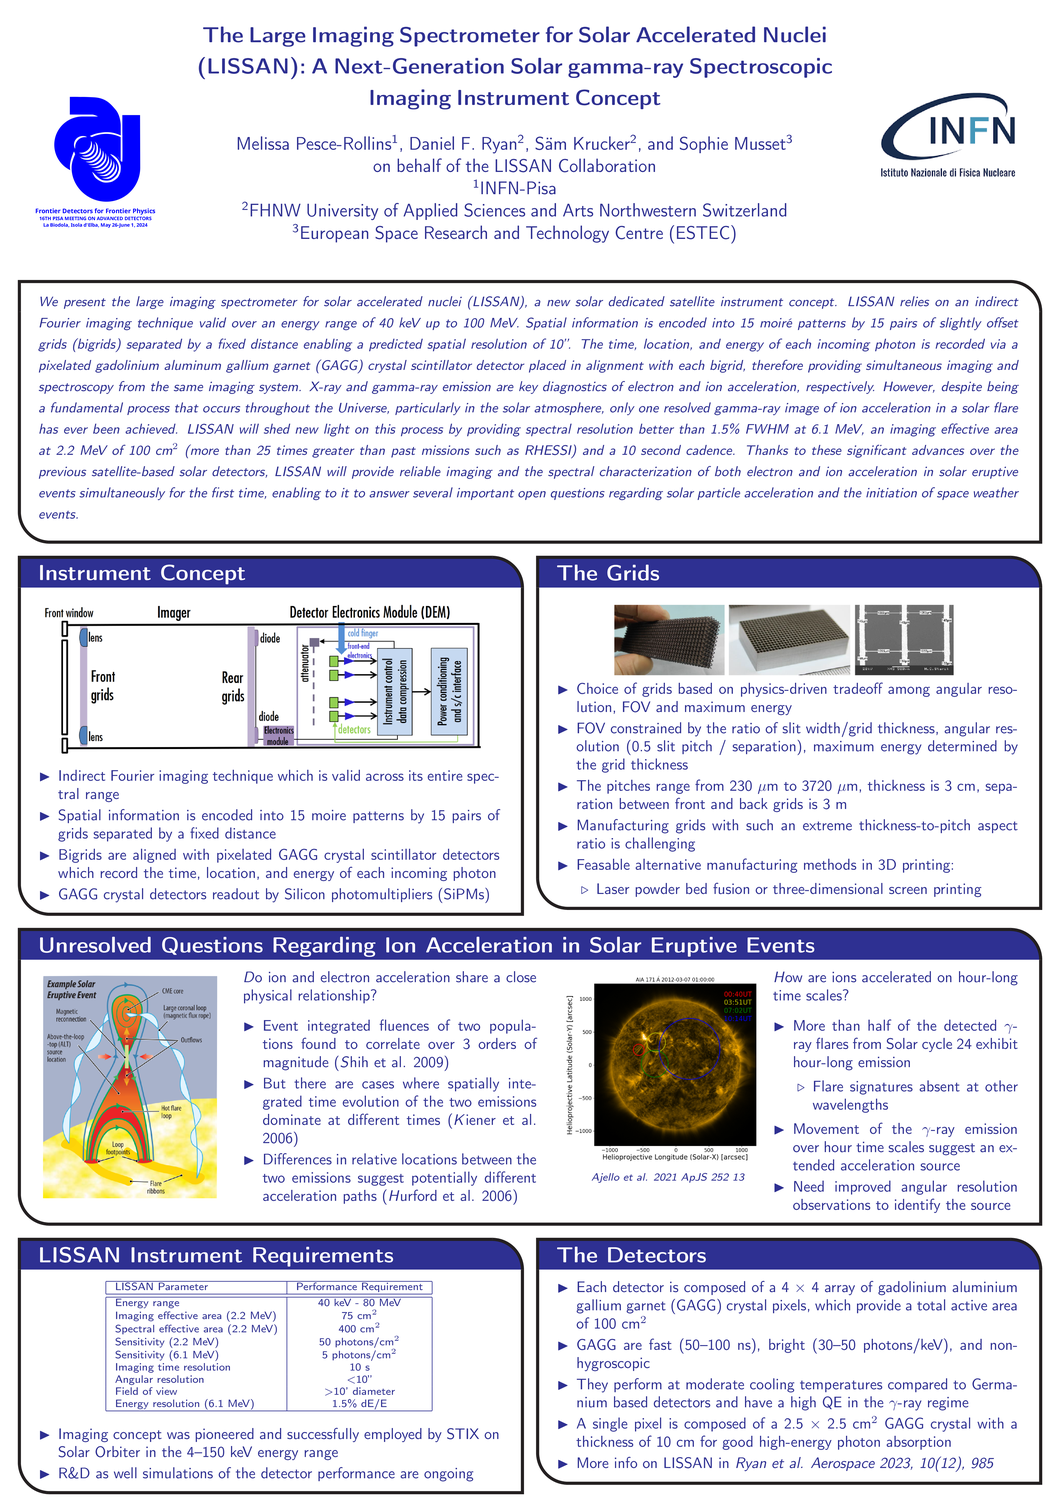 The Large Imaging Spectrometer for Solar Accelerated Nuclei
(LISSAN): A Next-Generation Solar gamma-ray Spectroscopic
Imaging Instrument Concept
Melissa Pesce-Rollins¹, Daniel F. Ryan², Säm Krucker², and Sophie Musset³
on behalf of the LISSAN Collaboration
¹INFN-Pisa
²FHNW University of Applied Sciences and Arts Northwestern Switzerland
³European Space Research and Technology Centre (ESTEC)
Frontier Detectors for Frontier Physics
16TH PISA MEETING ON ADVANCED DETECTORS
La Biodola, Isola d'Elba, May 26-June 1, 2024
INFN
Istituto Nazionale di Fisica Nucleare
We present the large imaging spectrometer for solar accelerated nuclei (LISSAN), a new solar dedicated satellite instrument concept. LISSAN relies on an indirect
Fourier imaging technique valid over an energy range of 40 keV up to 100 MeV. Spatial information is encoded into 15 moiré patterns by 15 pairs of slightly offset
grids (bigrids) separated by a fixed distance enabling a predicted spatial resolution of 10”. The time, location, and energy of each incoming photon is recorded via a
pixelated gadolinium aluminum gallium garnet (GAGG) crystal scintillator detector placed in alignment with each bigrid, therefore providing simultaneous imaging and
spectroscopy from the same imaging system. X-ray and gamma-ray emission are key diagnostics of electron and ion acceleration, respectively. However, despite being
a fundamental process that occurs throughout the Universe, particularly in the solar atmosphere, only one resolved gamma-ray image of ion acceleration in a solar flare
has ever been achieved. LISSAN will shed new light on this process by providing spectral resolution better than 1.5% FWHM at 6.1 MeV, an imaging effective area
at 2.2 MeV of 100 cm² (more than 25 times greater than past missions such as RHESSI) and a 10 second cadence. Thanks to these significant advances over the
previous satellite-based solar detectors, LISSAN will provide reliable imaging and the spectral characterization of both electron and ion acceleration in solar eruptive
events simultaneously for the first time, enabling to it to answer several important open questions regarding solar particle acceleration and the initiation of space weather
events.
Instrument Concept
Front window
Imager
Detector Electronics Module (DEM)
lens
Front
grids
lens
Rear
grids
diode
diode
Electronics
module
attenuator
cold finger
front-end
electronics
detectors
Instrument control
data compression
Power conditioning
and s/c interface
▶ Indirect Fourier imaging technique which is valid across its entire spec-
tral range
▶ Spatial information is encoded into 15 moire patterns by 15 pairs of
grids separated by a fixed distance
▶ Bigrids are aligned with pixelated GAGG crystal scintillator detectors
which record the time, location, and energy of each incoming photon
▶ GAGG crystal detectors readout by Silicon photomultipliers (SiPMs)
The Grids
▶ Choice of grids based on physics-driven tradeoff among angular reso-
lution, FOV and maximum energy
▶ FOV constrained by the ratio of slit width/grid thickness, angular res-
olution (0.5 slit pitch / separation), maximum energy determined by
the grid thickness
▶ The pitches range from 230 μm to 3720 μm, thickness is 3 cm, sepa-
ration between front and back grids is 3 m
▶ Manufacturing grids with such an extreme thickness-to-pitch aspect
ratio is challenging
▶ Feasable alternative manufacturing methods in 3D printing:
▷ Laser powder bed fusion or three-dimensional screen printing
Unresolved Questions Regarding Ion Acceleration in Solar Eruptive Events
Example Solar
Eruptive Event
CME core
Magnetic
reconnection
Large coronal loop
(magnetic flux rope)
Above-the-loop
-top (ALT)
source
location
Outflows
Hot flare
loop
Loop
footpoints
Flare
ribbons
Do ion and electron acceleration share a close
physical relationship?
▶ Event integrated fluences of two popula-
tions found to correlate over 3 orders of
magnitude (Shih et al. 2009)
▶ But there are cases where spatially inte-
grated time evolution of the two emissions
dominate at different times (Kiener et al.
2006)
▶ Differences in relative locations between the
two emissions suggest potentially different
acceleration paths (Hurford et al. 2006)
AIA 171 Å 2012-03-07 01:00:00
00:40UT
03:51UT
07:02UT
Helioprojective Latitude (Solar-Y) [arcsec]
1000
500
0
−500
−1000
−1000 −500 0 500 1000
Helioprojective Longitude (Solar-X) [arcsec]
Ajello et al. 2021 ApJS 252 13
How are ions accelerated on hour-long
time scales?
▶ More than half of the detected γ-
ray flares from Solar cycle 24 exhibit
hour-long emission
▷ Flare signatures absent at other
wavelengths
▶ Movement of the γ-ray emission
over hour time scales suggest an ex-
tended acceleration source
▶ Need improved angular resolution
observations to identify the source
LISSAN Instrument Requirements
LISSAN Parameter Performance Requirement
Energy range 40 keV - 80 MeV
Imaging effective area (2.2 MeV) 75 cm²
Spectral effective area (2.2 MeV) 400 cm²
Sensitivity (2.2 MeV) 50 photons/cm²
Sensitivity (6.1 MeV) 5 photons/cm²
Imaging time resolution 10 s
Angular resolution <10”
Field of view >10' diameter
Energy resolution (6.1 MeV) 1.5% dE/E
▶ Imaging concept was pioneered and successfully employed by STIX on
Solar Orbiter in the 4–150 keV energy range
▶ R&D as well simulations of the detector performance are ongoing
The Detectors
▶ Each detector is composed of a 4 × 4 array of gadolinium aluminium
gallium garnet (GAGG) crystal pixels, which provide a total active area
of 100 cm²
▶ GAGG are fast (50–100 ns), bright (30–50 photons/keV), and non-
hygroscopic
▶ They perform at moderate cooling temperatures compared to Germa-
nium based detectors and have a high QE in the γ-ray regime
▶ A single pixel is composed of a 2.5 × 2.5 cm² GAGG crystal with a
thickness of 10 cm for good high-energy photon absorption
▶ More info on LISSAN in Ryan et al. Aerospace 2023, 10(12), 985